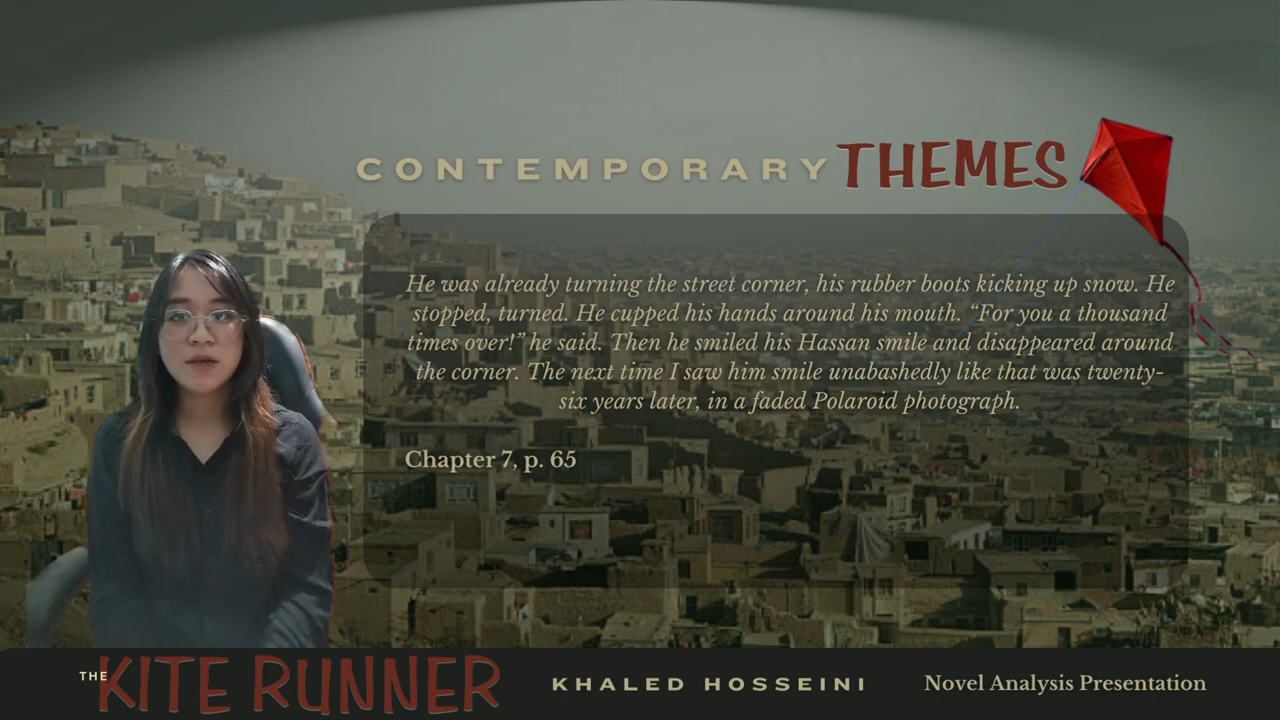 CONTEMPORARY THEMES
He was already turning the street corner, his rubber boots kicking up snow. He
stopped, turned. He cupped his hands around his mouth. “For you a thousand
times over!” he said. Then he smiled his Hassan smile and disappeared around
the corner. The next time I saw him smile unabashedly like that was twenty-
six years later, in a faded Polaroid photograph.
Chapter 7, p. 65
THE KITE RUNNER
KHALED HOSSEINI
Novel Analysis Presentation